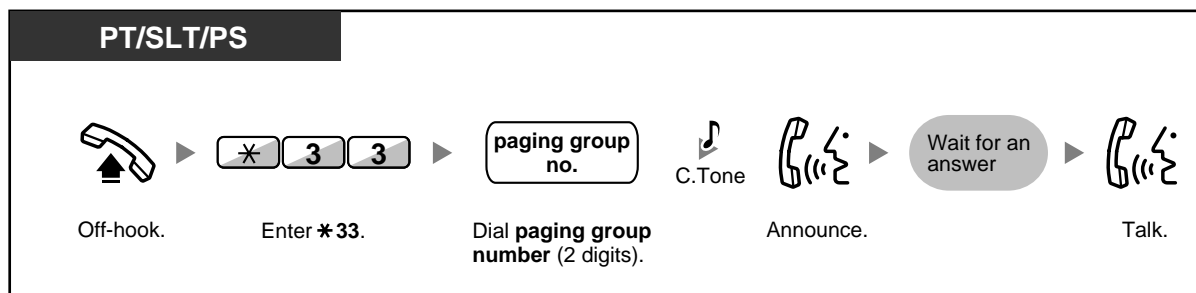 PT/SLT/PS
✳ 3 3
paging group
no.
C.Tone
Wait for an
answer
Off-hook.
Enter ✳33.
Dial paging group
number (2 digits).
Announce.
Talk.